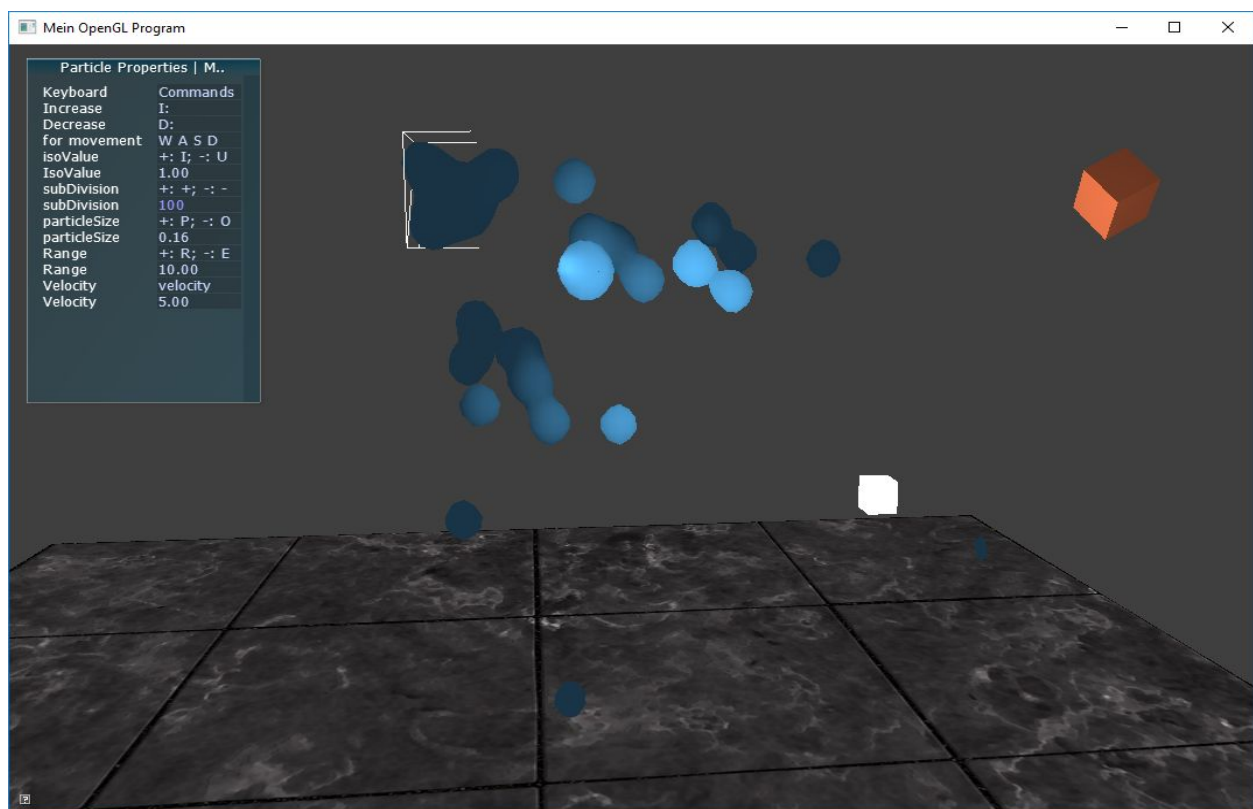 Mein OpenGL Program
Particle Properties | M..
Keyboard Commands
Increase I:
Decrease D:
for movement W A S D
isoValue +: I; -: U
IsoValue 1.00
subDivision +: +; -: -
subDivision 100
particleSize +: P; -: O
particleSize 0.16
Range +: R; -: E
Range 10.00
Velocity velocity
Velocity 5.00
?